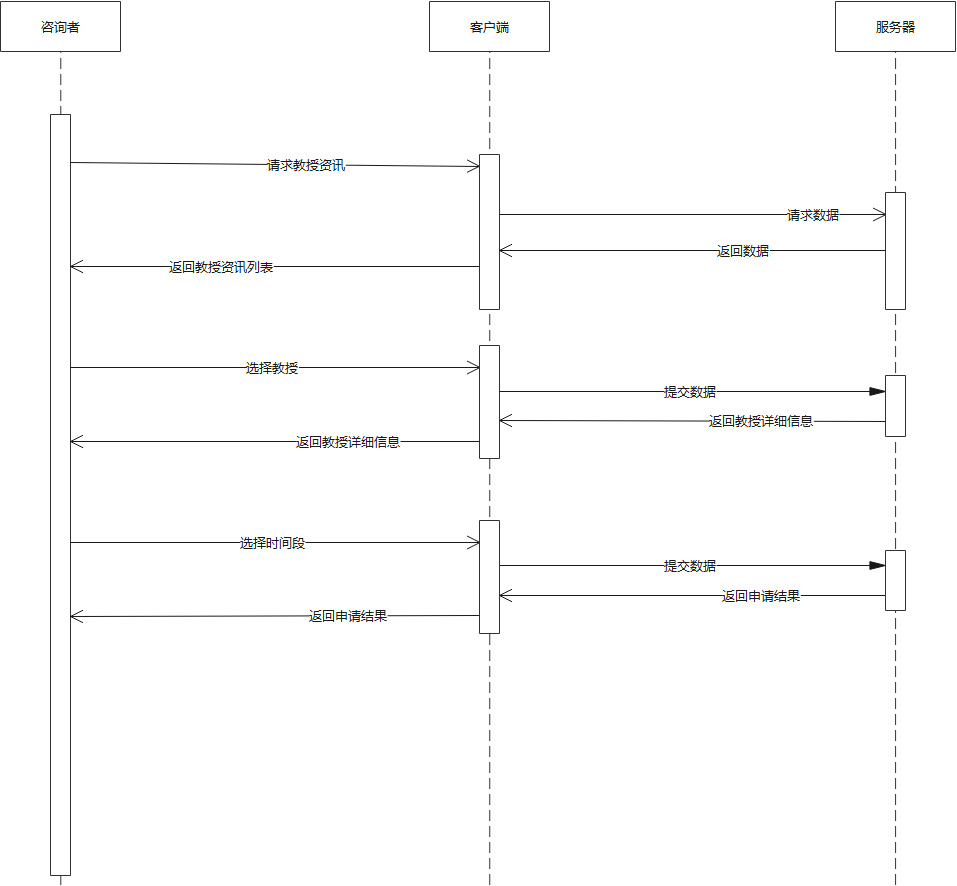 咨询者
客户端
服务器
请求教授资讯
请求数据
返回数据
返回教授资讯列表
选择教授
提交数据
返回教授详细信息
返回教授详细信息
选择时间段
提交数据
返回申请结果
返回申请结果